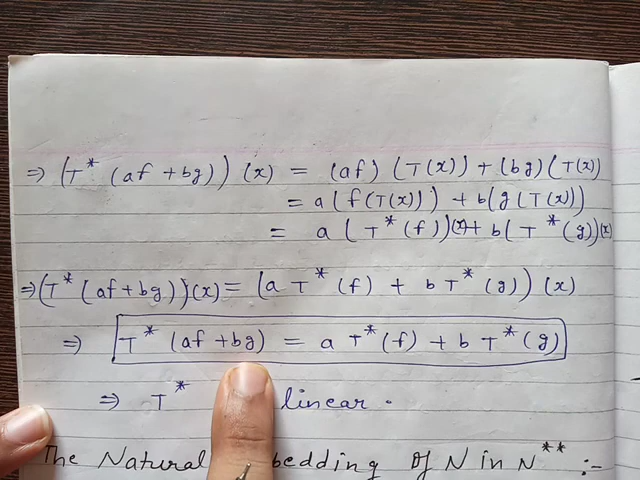 ⇒ (T* (af + bg)) (x) = (af) (T(x)) + (bg) (T(x))
= a(f(T(x))) + b(g(T(x)))
= a(T*(f))(x) + b(T*(g))(x)
⇒ (T*(af+bg))(x) = (a T*(f) + b T*(g)) (x)
⇒ T* (af + bg) = a T*(f) + b T*(g)
⇒ T* linear.
The Natural bedding of N in N** :-